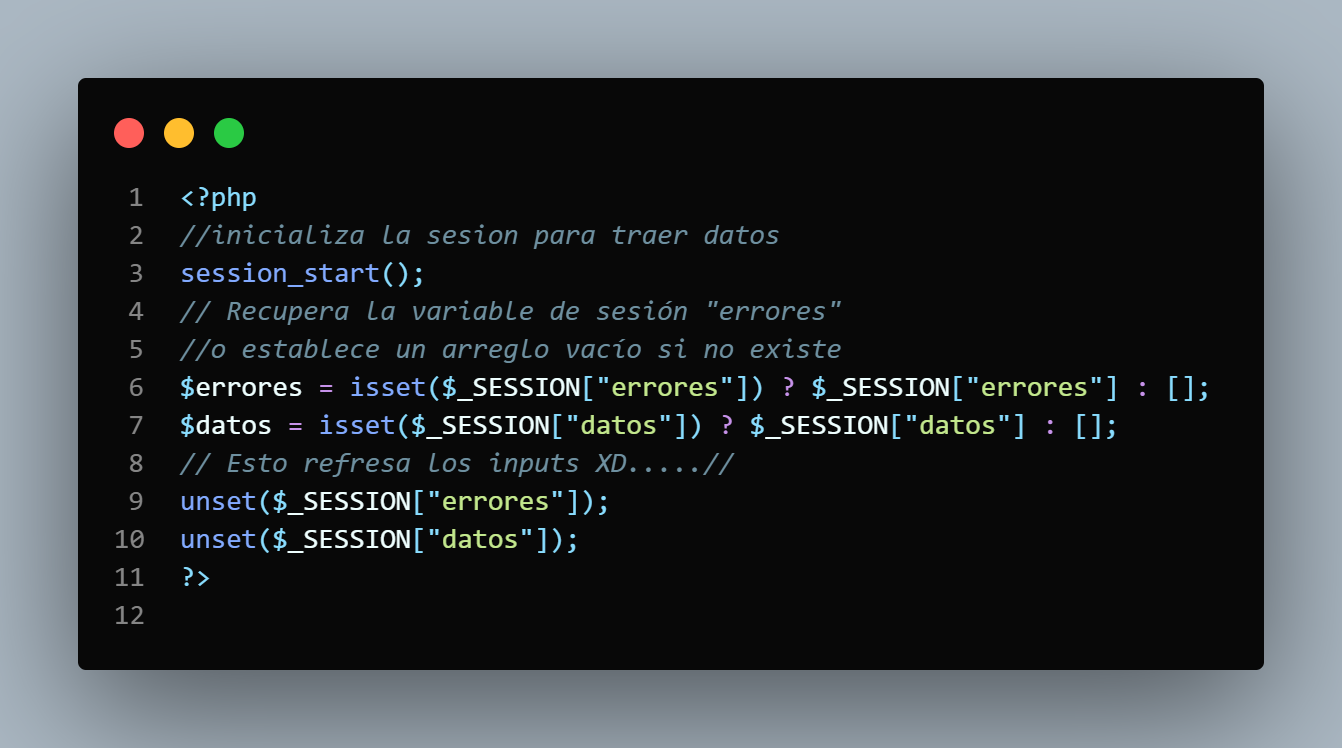 1 <?php
2 //inicializa la sesion para traer datos
3 session_start();
4 // Recupera la variable de sesión "errores"
5 //o establece un arreglo vacío si no existe
6 $errores = isset($_SESSION["errores"]) ? $_SESSION["errores"] : [];
7 $datos = isset($_SESSION["datos"]) ? $_SESSION["datos"] : [];
8 // Esto refresa los inputs XD.....//
9 unset($_SESSION["errores"]);
10 unset($_SESSION["datos"]);
11 ?>
12